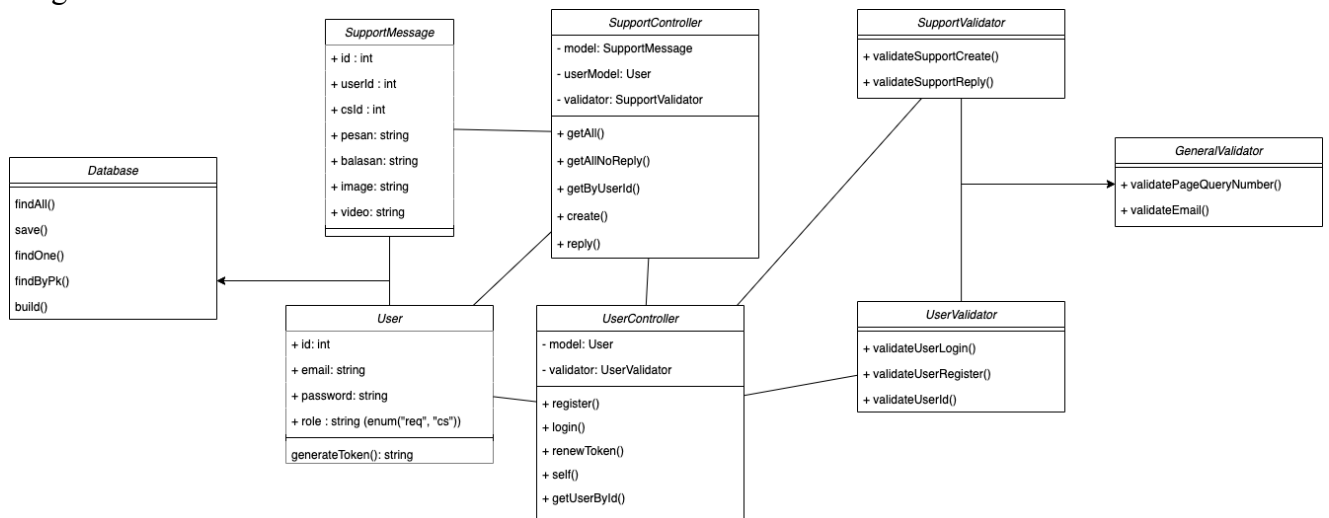 SupportMessage
+ id : int
+ userId : int
+ csId : int
+ pesan: string
+ balasan: string
+ image: string
+ video: string
SupportController
- model: SupportMessage
- userModel: User
- validator: SupportValidator
+ getAll()
+ getAllNoReply()
+ getByUserId()
+ create()
+ reply()
SupportValidator
+ validateSupportCreate()
+ validateSupportReply()
Database
findAll()
save()
findOne()
findByPk()
build()
GeneralValidator
+ validatePageQueryNumber()
+ validateEmail()
User
+ id: int
+ email: string
+ password: string
+ role : string (enum("req", "cs"))
generateToken(): string
UserController
- model: User
- validator: UserValidator
+ register()
+ login()
+ renewToken()
+ self()
+ getUserById()
UserValidator
+ validateUserLogin()
+ validateUserRegister()
+ validateUserId()